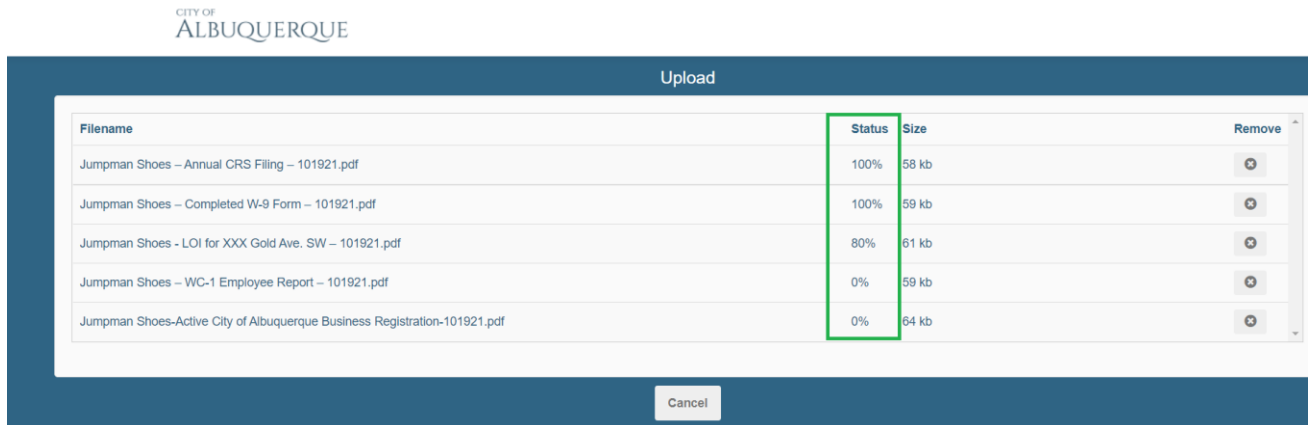 CITY OF
ALBUQUERQUE
Upload
Filename Status Size Remove
Jumpman Shoes – Annual CRS Filing – 101921.pdf 100% 58 kb
Jumpman Shoes – Completed W-9 Form – 101921.pdf 100% 59 kb
Jumpman Shoes - LOI for XXX Gold Ave. SW – 101921.pdf 80% 61 kb
Jumpman Shoes – WC-1 Employee Report – 101921.pdf 0% 59 kb
Jumpman Shoes-Active City of Albuquerque Business Registration-101921.pdf 0% 64 kb
Cancel